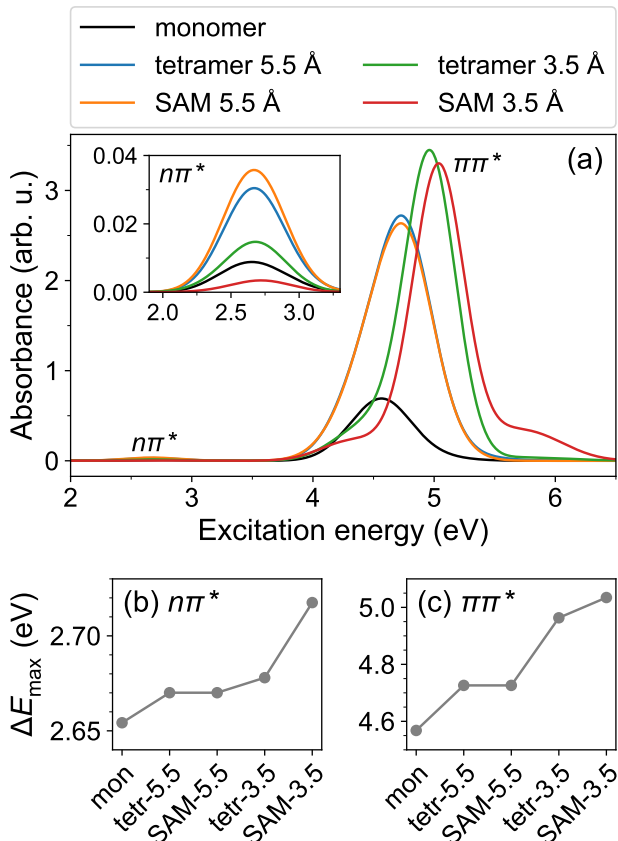 monomer
tetramer 5.5 Å
tetramer 3.5 Å
SAM 5.5 Å
SAM 3.5 Å
(a)
nπ*
ππ*
nπ*
0.04
0.02
0.00
2.0 2.5 3.0
3
2
1
0
Absorbance (arb. u.)
2 3 4 5 6
Excitation energy (eV)
(b) nπ*
2.70
2.65
ΔEmax (eV)
mon
tetr-5.5
SAM-5.5
tetr-3.5
SAM-3.5
(c) ππ*
5.0
4.8
4.6
mon
tetr-5.5
SAM-5.5
tetr-3.5
SAM-3.5